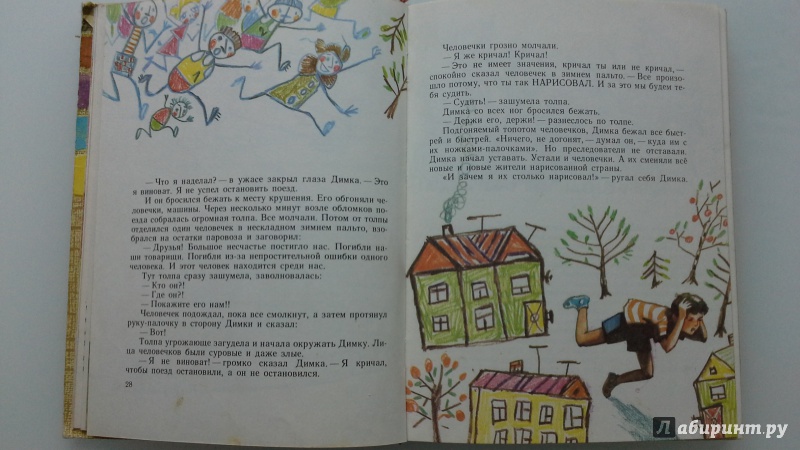 — Что я наделал? — в ужасе закрыл глаза Димка. — Это
я виноват. Я не успел остановить поезд.
И он бросился бежать к месту крушения. Его обгоняли че-
ловечки, машины. Через несколько минут возле обломков пое-
зда собралась огромная толпа. Все молчали. Потом от толпы
отделился один человечек в нескладном зимнем пальто, взо-
брался на остатки паровоза и заговорил:
— Друзья! Большое несчастье постигло нас. Погибли на-
ши товарищи. Погибли из-за непростительной ошибки одного
человека. И этот человек находится среди нас.
Тут толпа сразу зашумела, заволновалась:
— Кто он?!
— Где он?!
— Покажите его нам!!
Человечек подождал, пока все смолкнут, а затем протянул
руку-палочку в сторону Димки и сказал:
— Вот!
Толпа угрожающе загудела и начала окружать Димку. Ли-
ца человечков были суровые и даже злые.
— Я не виноват! — громко сказал Димка. — Я кричал,
чтобы поезд остановили, а он не остановился.
28
Человечки грозно молчали.
— Я же кричал! Кричал!
— Это не имеет значения, кричал ты или не кричал, —
спокойно сказал человечек в зимнем пальто. — Все произо-
шло потому, что ты так НАРИСОВАЛ. И за это мы будем те-
бя судить.
— Судить! — зашумела толпа.
Димка со всех ног бросился бежать.
— Держи его, держи! — разнеслось по толпе.
Подгоняемый топотом человечков, Димка бежал все быст-
рей и быстрей. «Ничего, не догонят, — думал он, — куда им с
их ножками-палочками». Но преследователи не отставали.
Димка начал уставать. Устали и человечки. А их сменяли всё
новые и новые жители нарисованной страны.
«И зачем я их столько нарисовал!» — ругал себя Димка.
Лабиринт.ру